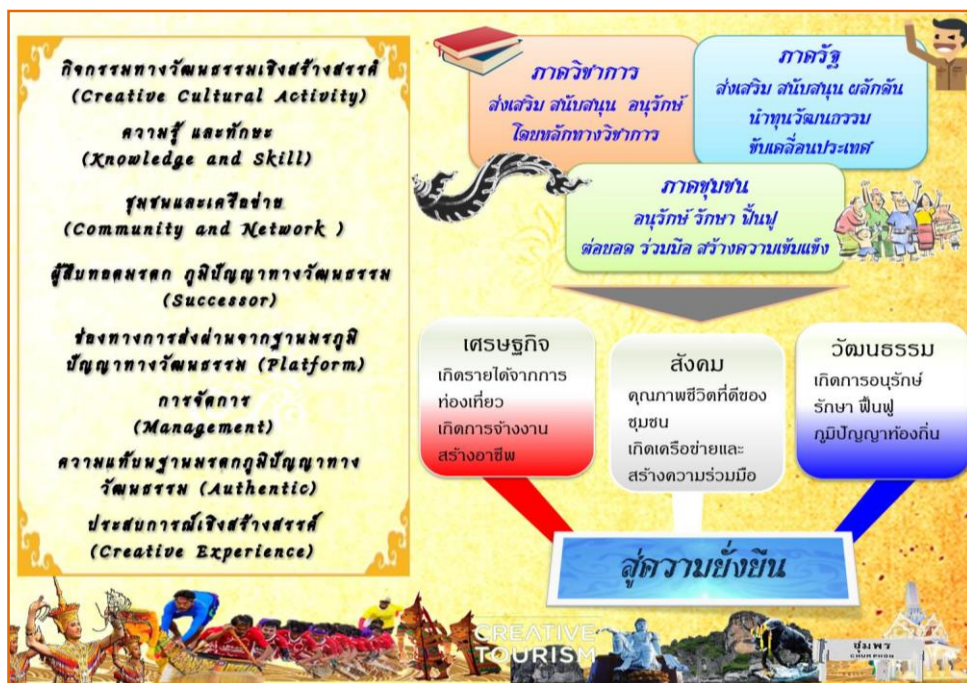 กิจกรรมทางวัฒนธรรมเชิงสร้างสรรค์
(Creative Cultural Activity)
ความรู้ และทักษะ
(Knowledge and Skill)
ชุมชนและเครือข่าย
(Community and Network )
ผู้สืบทอดมรดก ภูมิปัญญาทางวัฒนธรรม
(Successor)
ช่องทางการส่งผ่านจากฐานมรภูมิ
ปัญญาทางวัฒนธรรม (Platform)
การจัดการ
(Management)
ความแท้บนฐานมรดกภูมิปัญญาทาง
วัฒนธรรม (Authentic)
ประสบการณ์เชิงสร้างสรรค์
(Creative Experience)
ภาควิชาการ
ส่งเสริม สนับสนุน อนุรักษ์
โดยหลักทางวิชาการ
ภาครัฐ
ส่งเสริม สนับสนุน ผลักดัน
นำทุนวัฒนธรรม
ขับเคลื่อนประเทศ
ภาคชุมชน
อนุรักษ์ รักษา ฟื้นฟู
ต่อยอด ร่วมมือ สร้างความเข้มแข็ง
เศรษฐกิจ
เกิดรายได้จากการ
ท่องเที่ยว
เกิดการจ้างงาน
สร้างอาชีพ
สังคม
คุณภาพชีวิตที่ดีของ
ชุมชน
เกิดเครือข่ายและ
สร้างความร่วมมือ
วัฒนธรรม
เกิดการอนุรักษ์
รักษา ฟื้นฟู
ภูมิปัญญาท้องถิ่น
สู่ความยั่งยืน
CREATIVE
TOURISM
ชุมพร
CHUMPHON